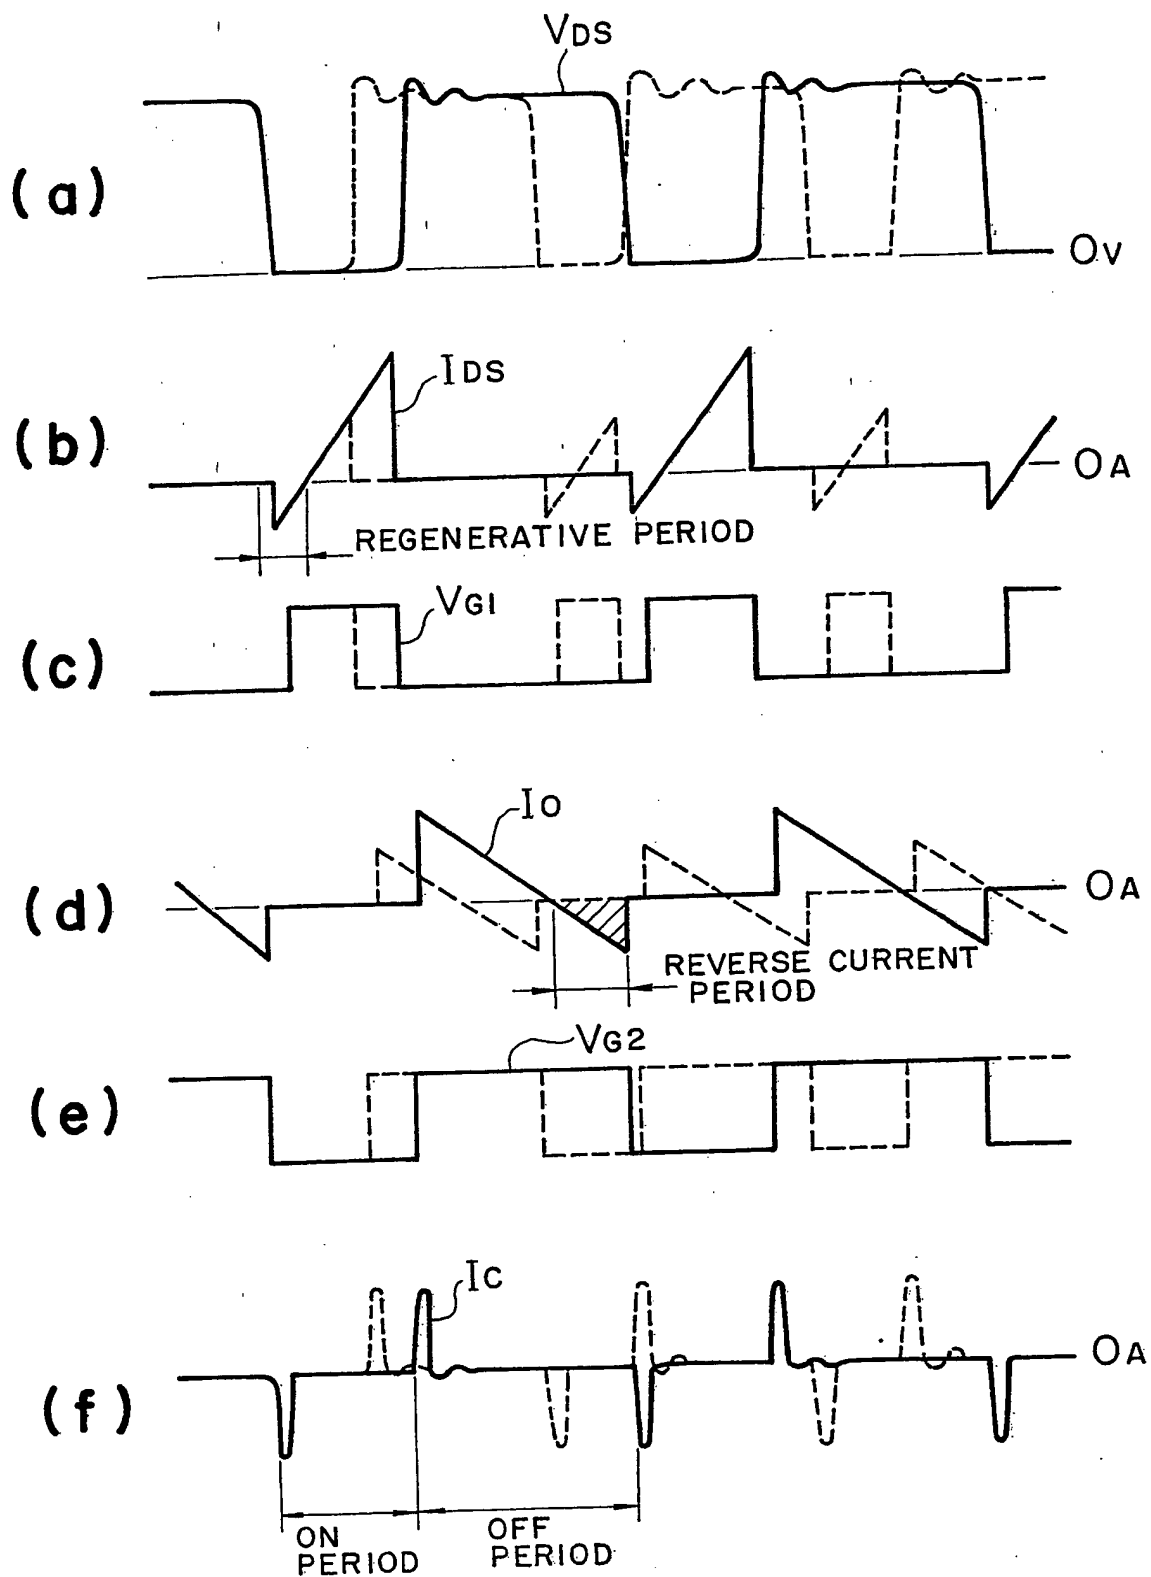 VDS
(a)
OV
IDS
(b)
OA
REGENERATIVE PERIOD
VG1
(c)
IO
(d)
OA
REVERSE CURRENT
PERIOD
VG2
(e)
IC
OA
(f)
ON
PERIOD
OFF
PERIOD